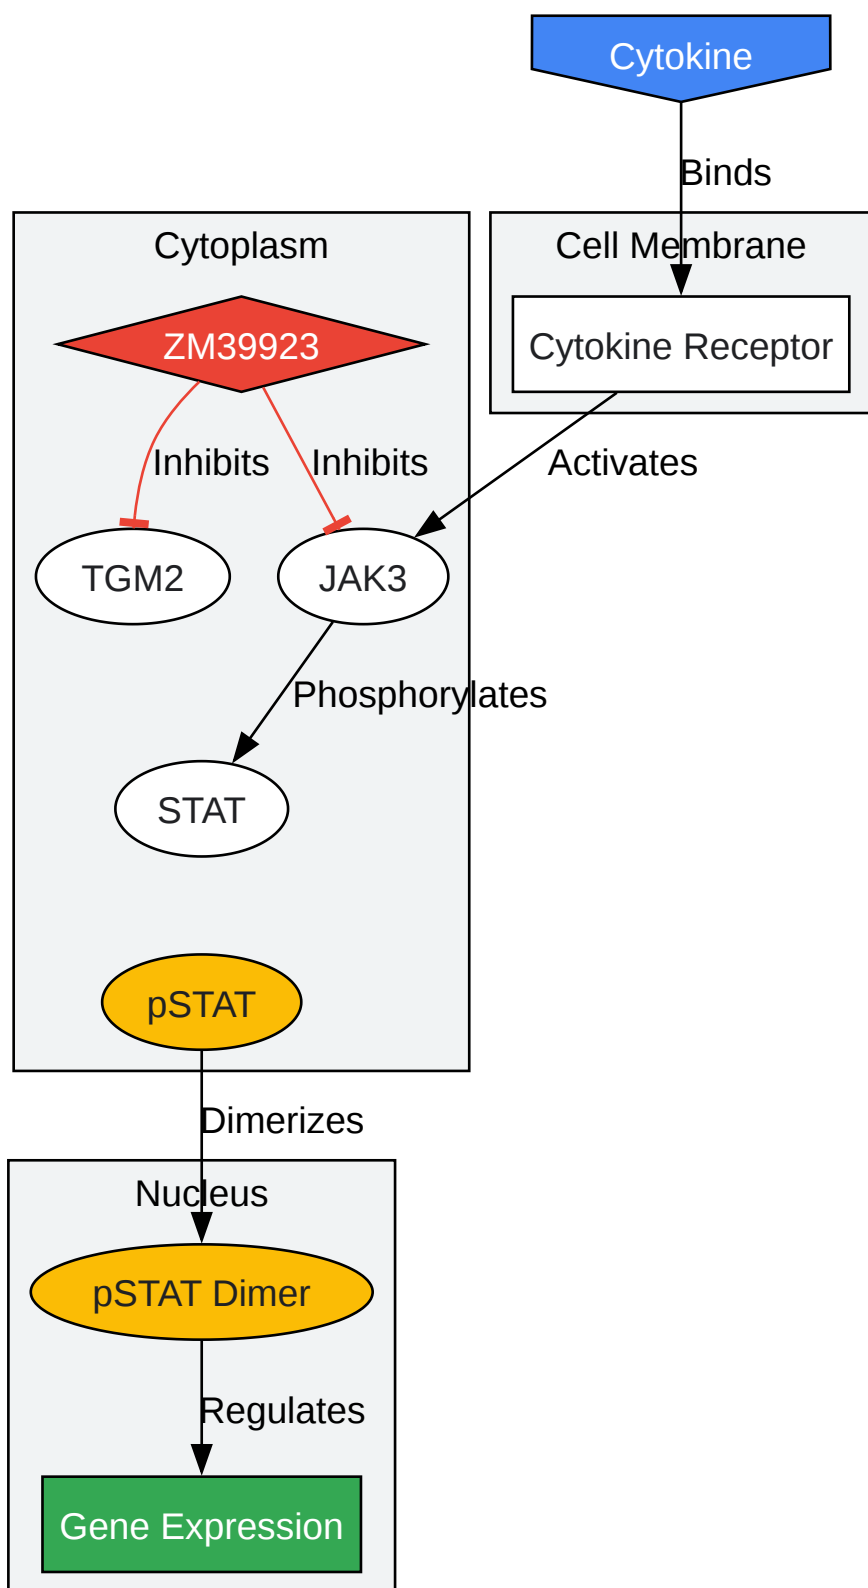 Cytokine
Binds
Cytoplasm
Cell Membrane
ZM39923
Cytokine Receptor
Inhibits
Inhibits
Activates
TGM2
JAK3
Phosphorylates
STAT
pSTAT
Dimerizes
Nucleus
pSTAT Dimer
Regulates
Gene Expression